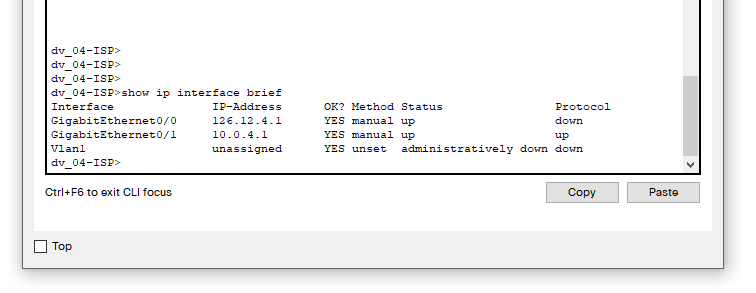 dv_04-ISP>
dv_04-ISP>
dv_04-ISP>
dv_04-ISP>show ip interface brief
Interface IP-Address OK? Method Status Protocol
GigabitEthernet0/0 126.12.4.1 YES manual up down
GigabitEthernet0/1 10.0.4.1 YES manual up up
Vlan1 unassigned YES unset administratively down down
dv_04-ISP>
Ctrl+F6 to exit CLI focus Copy Paste
Top